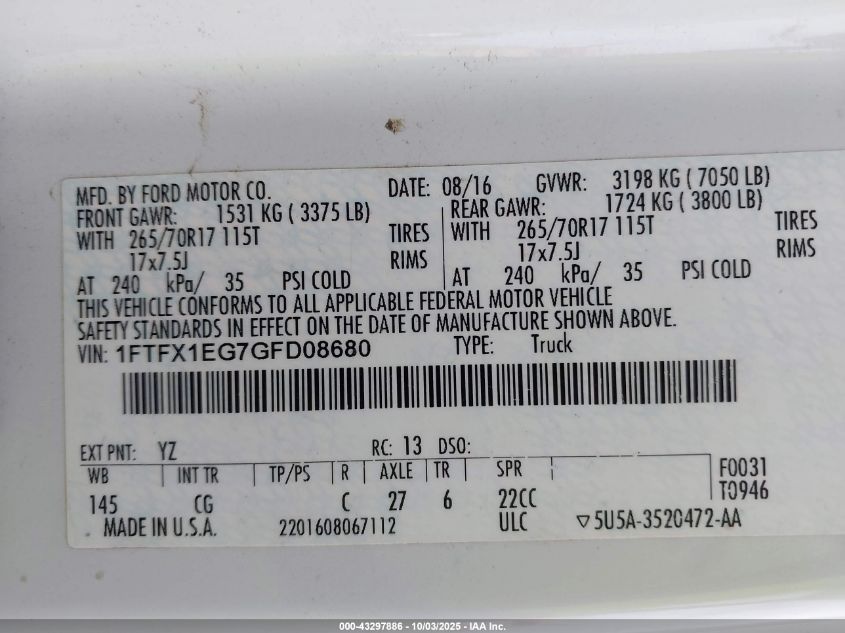 MFD. BY FORD MOTOR CO. DATE: 08/16 GVWR: 3198 KG ( 7050 LB)
FRONT GAWR: 1531 KG ( 3375 LB) REAR GAWR: 1724 KG ( 3800 LB)
WITH 265/70R17 115T TIRES WITH 265/70R17 115T TIRES
17x7.5J RIMS 17x7.5J RIMS
AT 240 kPa/ 35 PSI COLD AT 240 kPa/ 35 PSI COLD
THIS VEHICLE CONFORMS TO ALL APPLICABLE FEDERAL MOTOR VEHICLE
SAFETY STANDARDS IN EFFECT ON THE DATE OF MANUFACTURE SHOWN ABOVE.
VIN: 1FTFX1EG7GFD08680 TYPE: Truck
EXT PNT: YZ RC: 13 DSO:
WB INT TR TP/PS R AXLE TR SPR F0031
145 CG C 27 6 22CC T0946
MADE IN U.S.A. 2201608067112 ULC ▽5U5A-3520472-AA
000-43297886 - 10/03/2025 - IAA Inc.